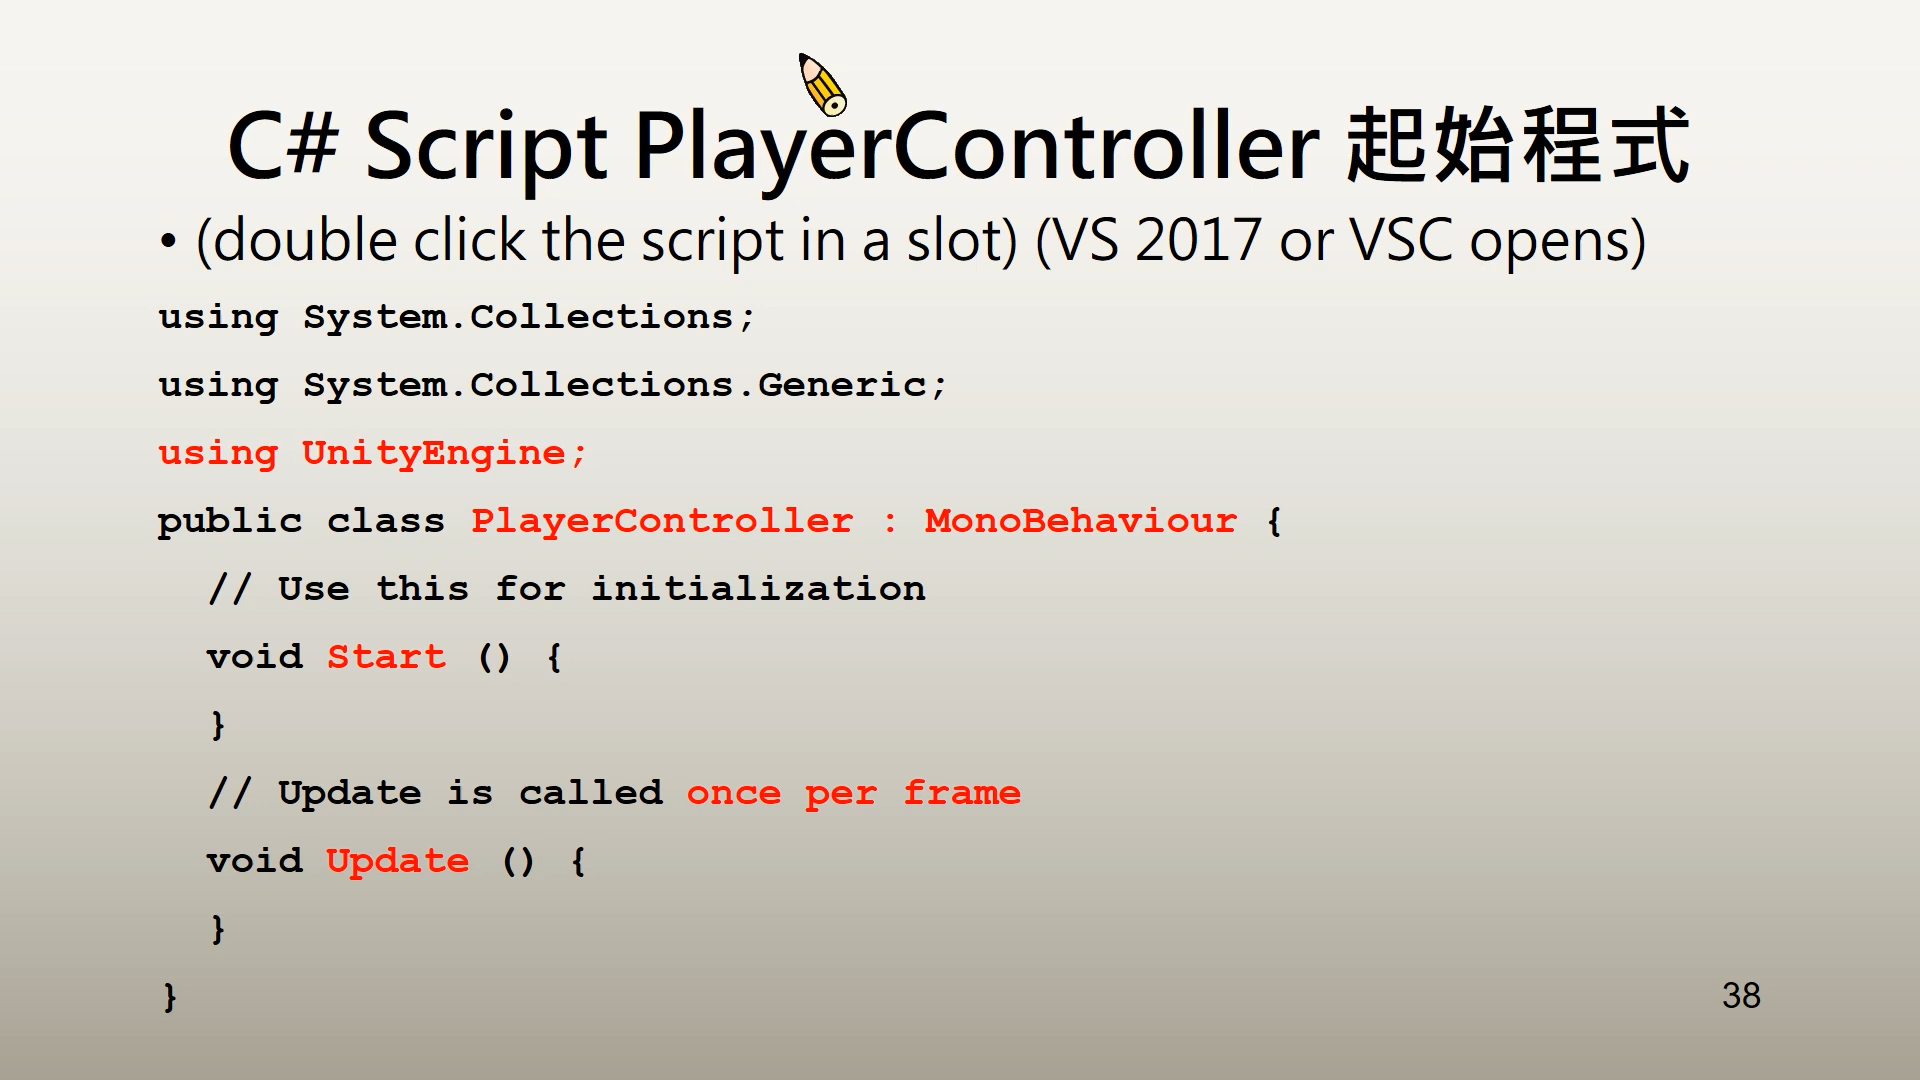 C# Script PlayerController 起始程式
• (double click the script in a slot) (VS 2017 or VSC opens)
using System.Collections;
using System.Collections.Generic;
using UnityEngine;
public class PlayerController : MonoBehaviour {
// Use this for initialization
void Start () {
}
// Update is called once per frame
void Update () {
}
}
38